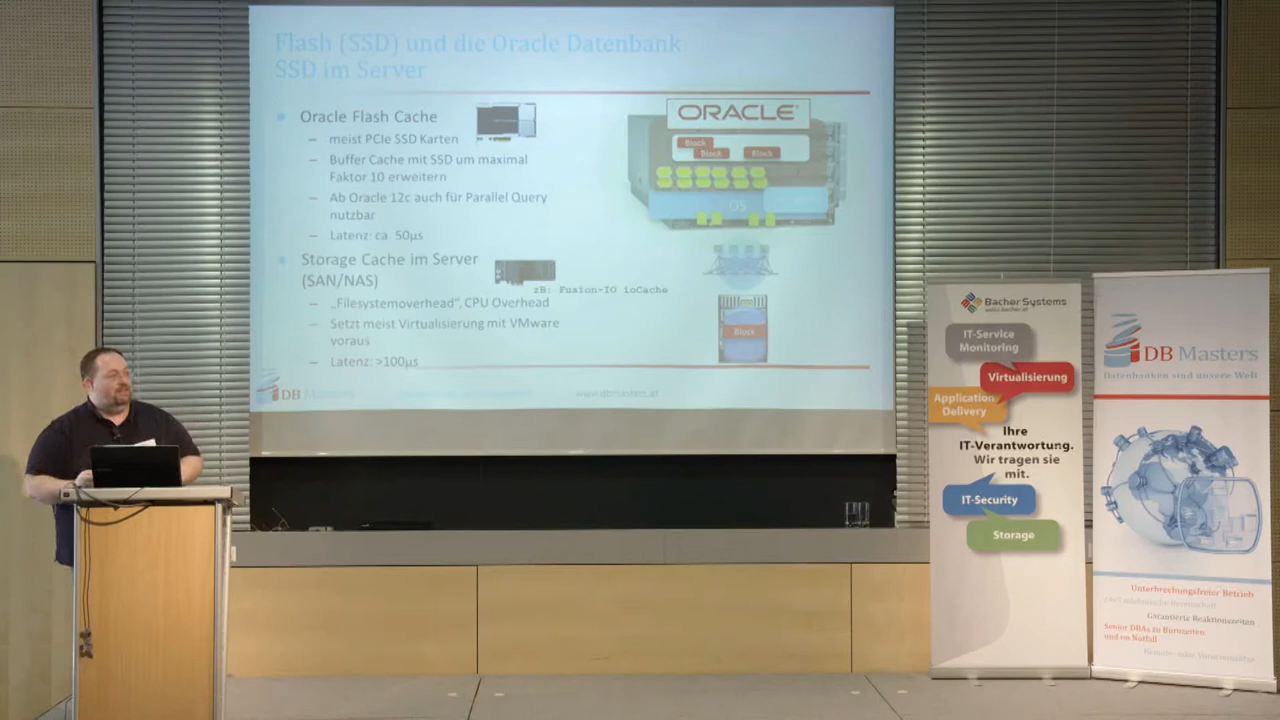 Flash (SSD) und die Oracle Datenbank
SSD im Server
Oracle Flash Cache
– meist PCIe SSD Karten
– Buffer Cache mit SSD um maximal
Faktor 10 erweitern
– Ab Oracle 12c auch für Parallel Query
nutzbar
– Latenz: ca. 50µs
Storage Cache im Server
(SAN/NAS)
zB: Fusion-IO ioCache
– „Filesystemoverhead", CPU Overhead
– Setzt meist Virtualisierung mit VMware
voraus
– Latenz: >100µs
ORACLE
Block
Block
Block
OS
Block
DB Masters
www.dbmasters.at
Bacher Systems
IT-Service
Monitoring
Virtualisierung
Application
Delivery
Ihre
IT-Verantwortung.
Wir tragen sie
mit.
IT-Security
Storage
DB Masters
Datenbanken sind unsere Welt
Unterbrechungsfreier Betrieb
Garantierte Reaktionszeiten
Senior DBAs zu Bürozeiten
und im Notfall